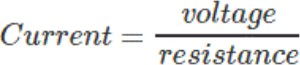 Current = voltage / resistance